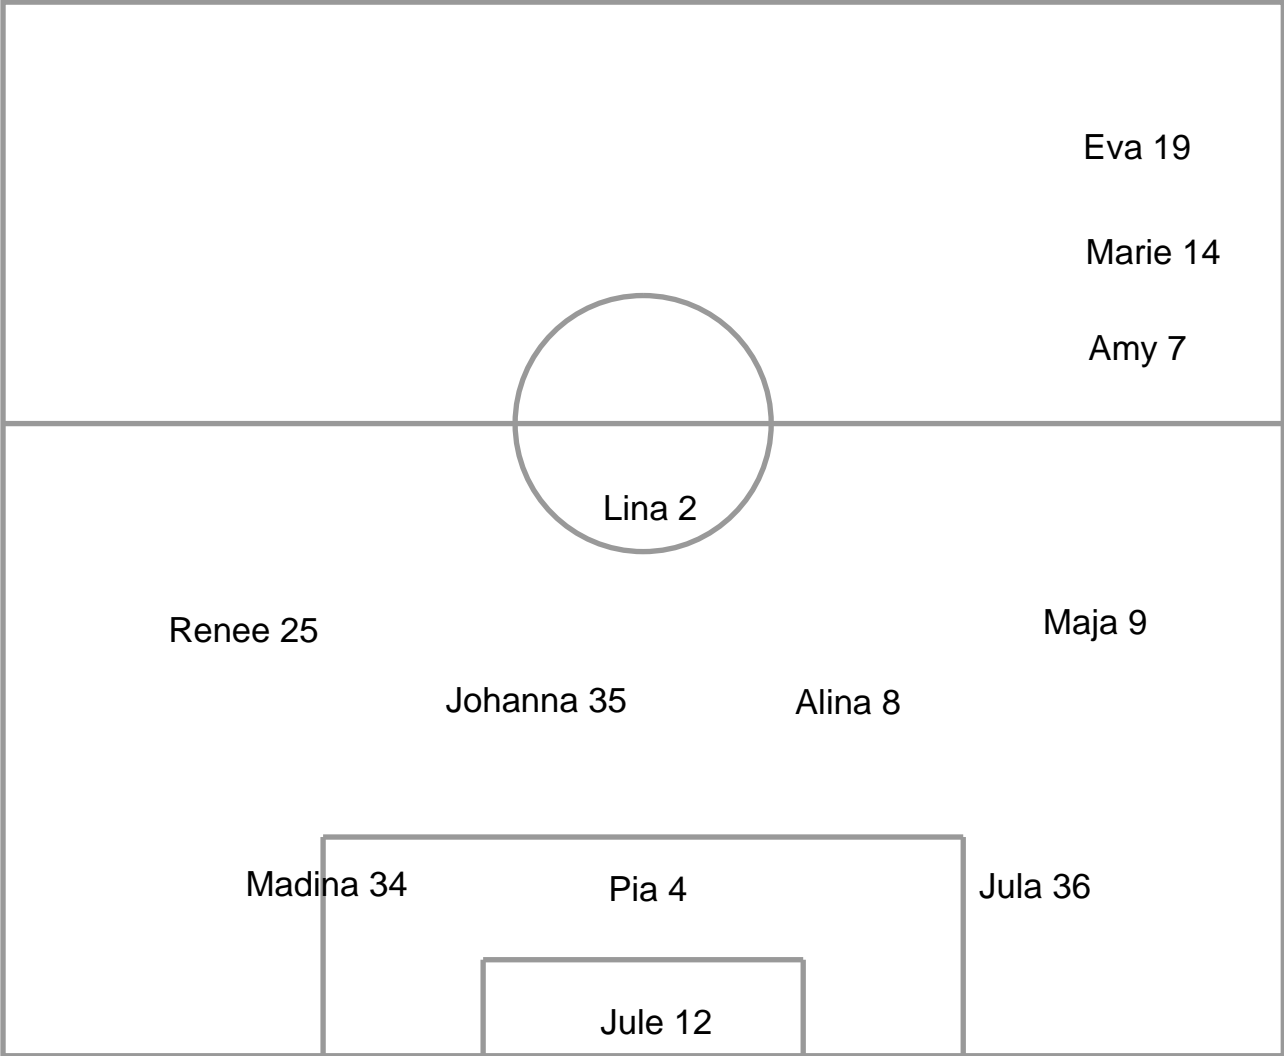 Eva 19
Marie 14
Amy 7
Lina 2
Renee 25
Maja 9
Johanna 35
Alina 8
Madina 34
Pia 4
Jula 36
Jule 12